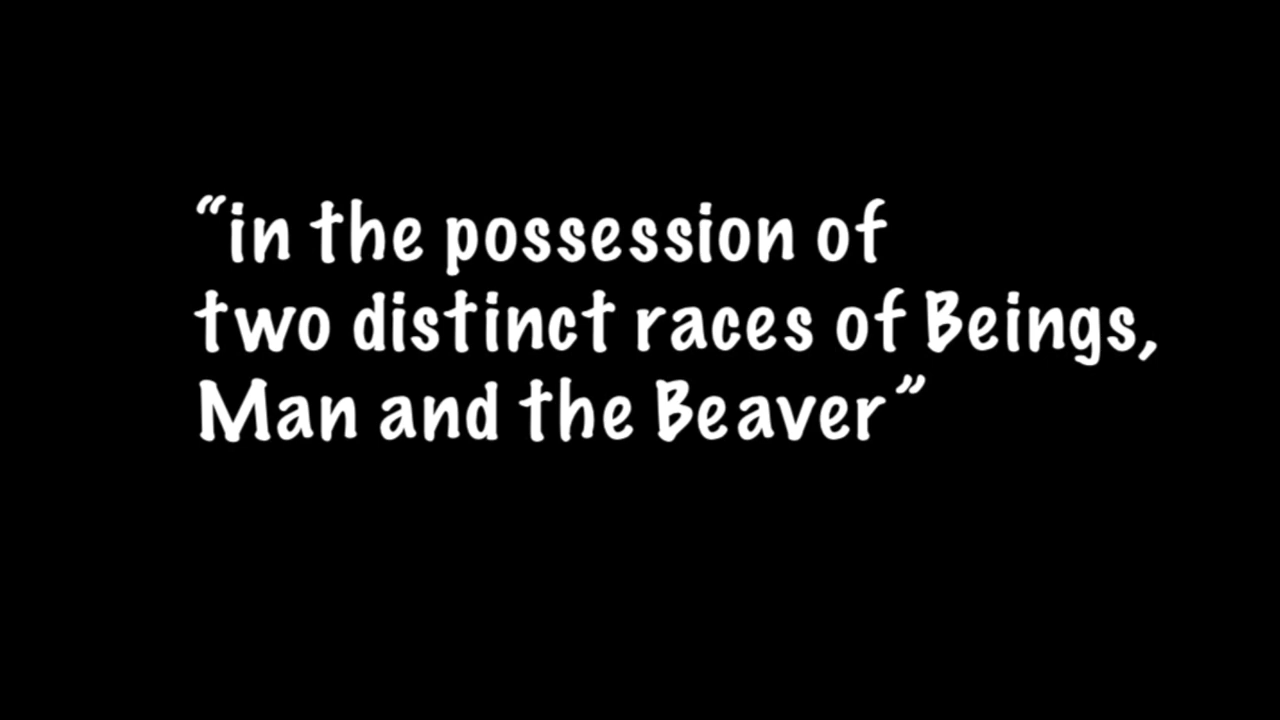 “in the possession of
two distinct races of Beings,
Man and the Beaver”